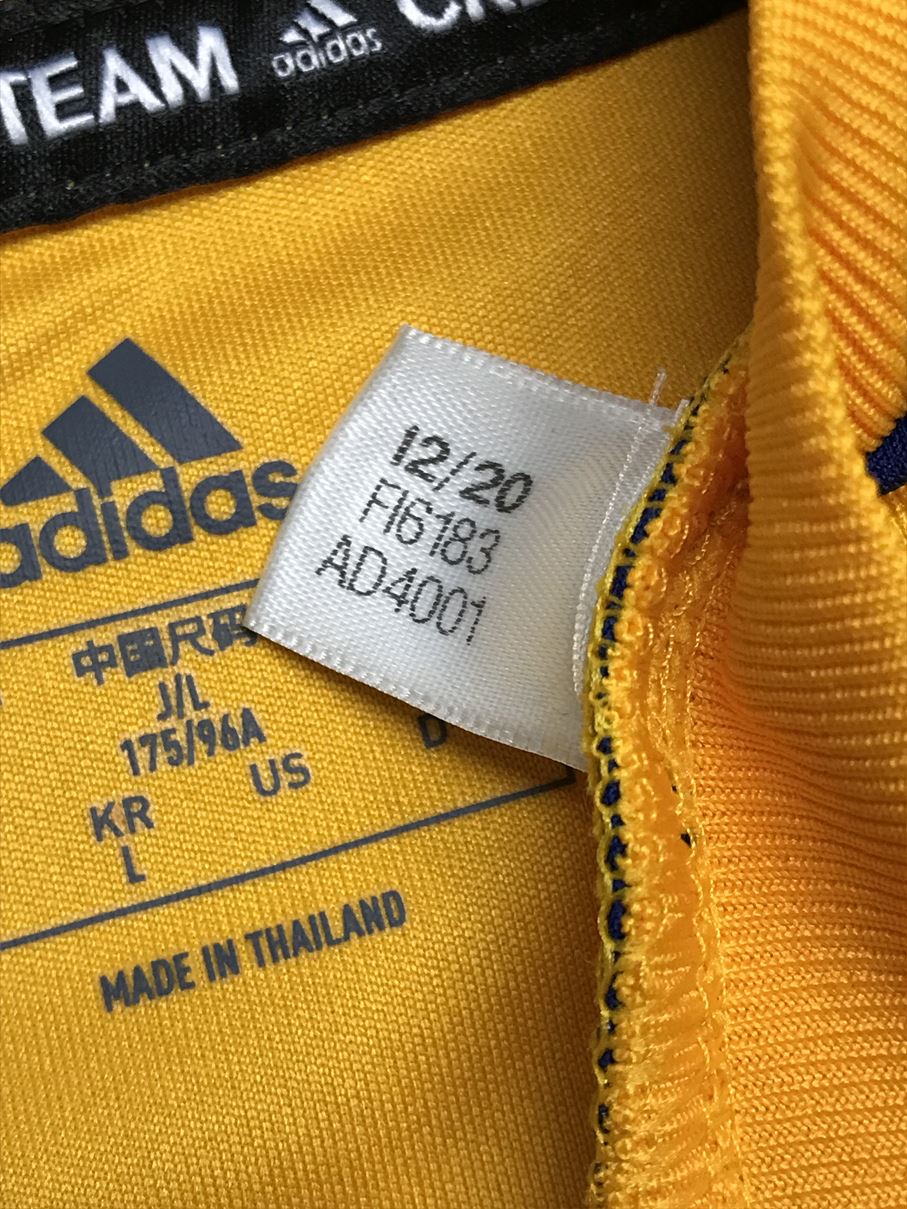 TEAM
adidas
adidas
12/20
FI6183
AD4001
中国尺码
J/L
175/96A
KR
US
D
L
MADE IN THAILAND